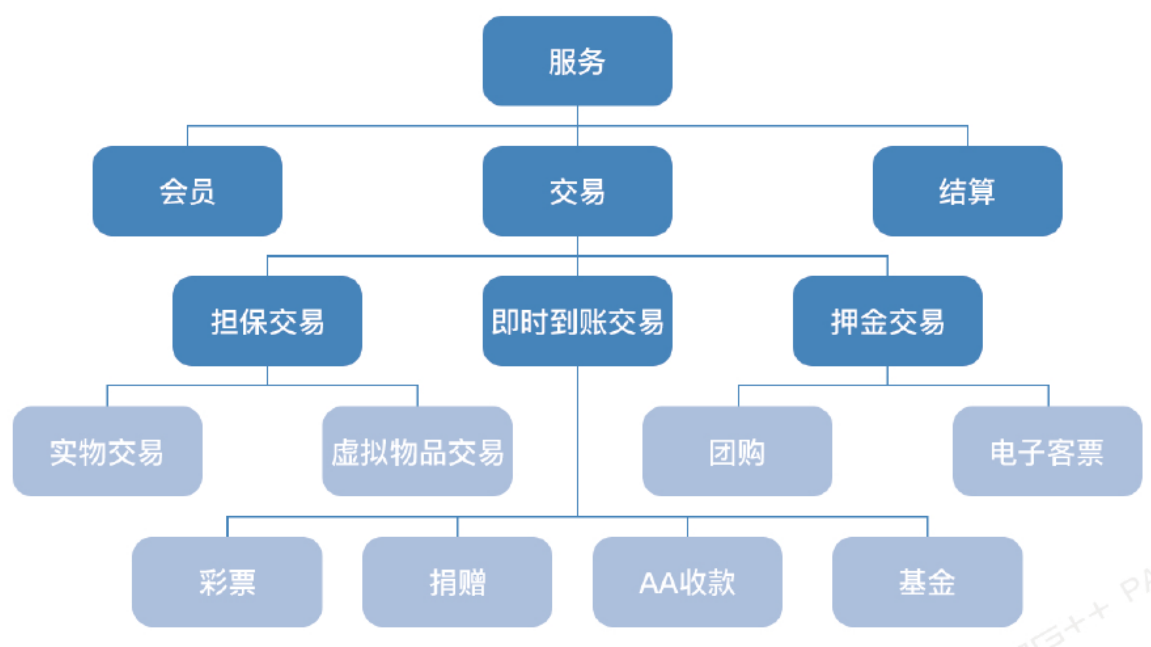 服务
会员
交易
结算
担保交易
即时到账交易
押金交易
实物交易
虚拟物品交易
团购
电子客票
彩票
捐赠
AA收款
基金